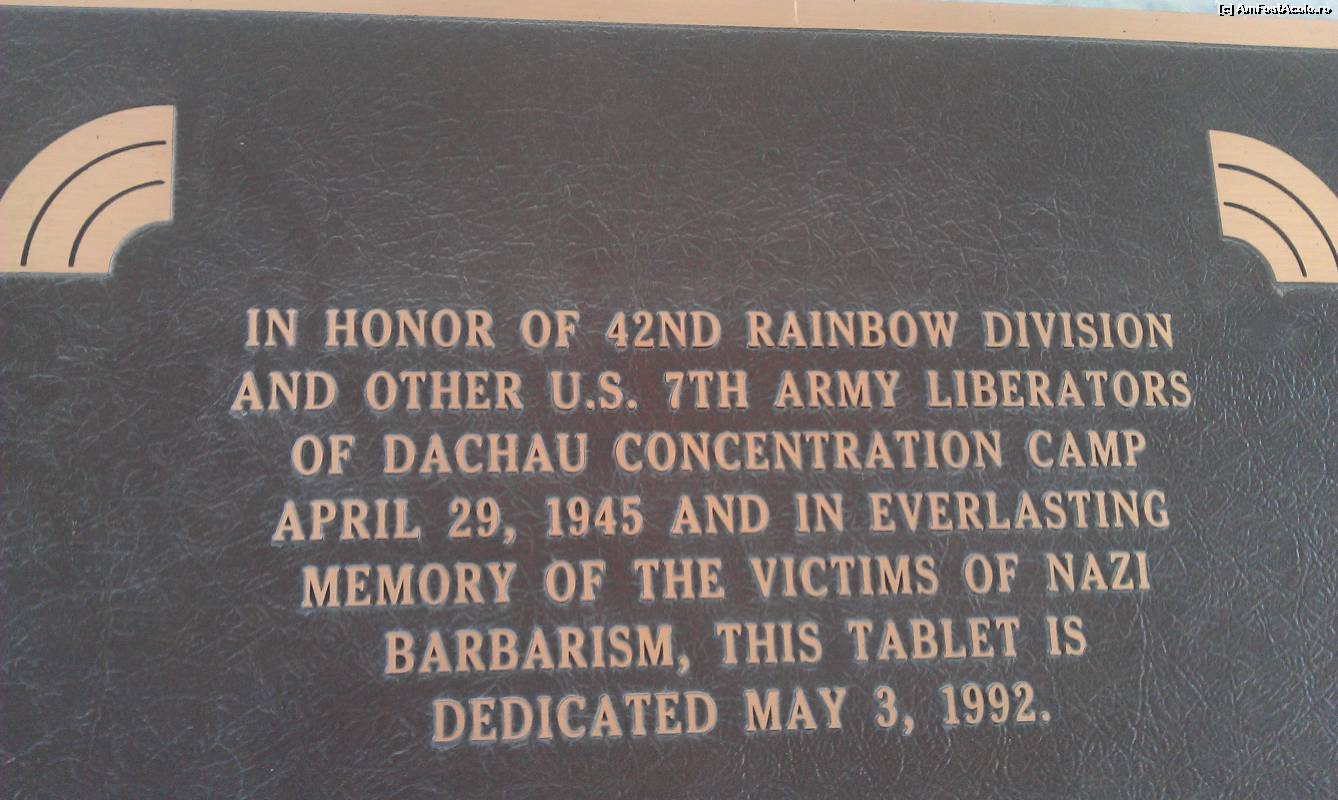 [c] AmFostAcolo.ro
IN HONOR OF 42ND RAINBOW DIVISION
AND OTHER U.S. 7TH ARMY LIBERATORS
OF DACHAU CONCENTRATION CAMP
APRIL 29, 1945 AND IN EVERLASTING
MEMORY OF THE VICTIMS OF NAZI
BARBARISM, THIS TABLET IS
DEDICATED MAY 3, 1992.